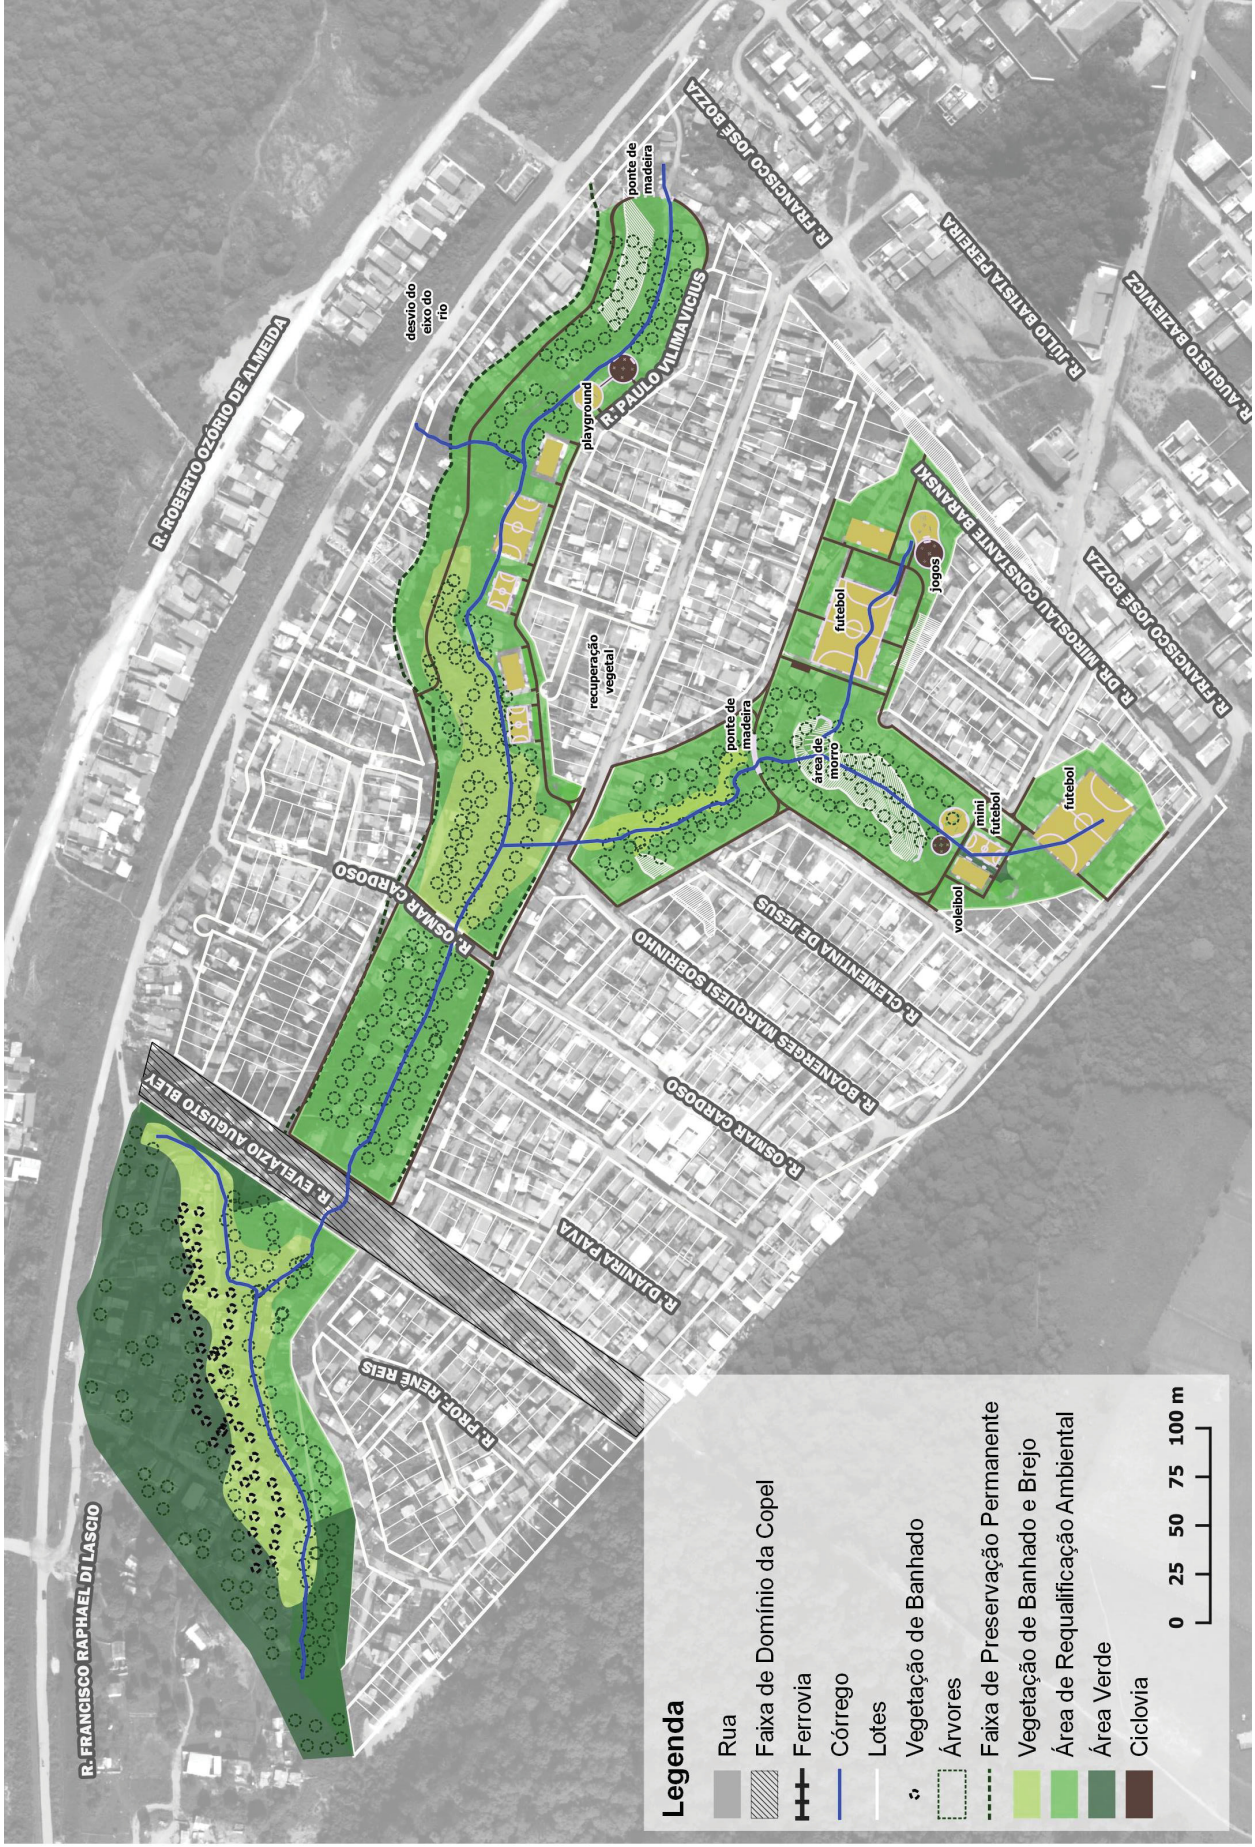 R. FRANCISCO RAPHAEL DI LASCIO
R. ROBERTO OZÓRIO DE ALMEIDA
R. EVELÁZIO AUGUSTO BLEY
R. OSMAR CARDOSO
desvio do
eixo do
rio
ponte de
madeira
playground
R. PAULO VILIMAVICIUS
R. FRANCISCO JOSÉ BOZZA
R. JÚLIO BATISTA PEREIRA
R. AUGUSTO BAZIEWICZ
recuperação
vegetal
ponte de
madeira
futebol
jogos
R. DR. MIROSLAU CONSTANTE BARANSKI
R. FRANCISCO JOSÉ BOZZA
área de
morro
mini
futebol
futebol
voleibol
R. CLEMENTINA DE JESUS
R. BOANERGES MARQUESI SOBRINHO
R. OSMAR CARDOSO
R. DJANIRA PAIVA
R. PROF. RENÊ REIS
Legenda
Rua
Faixa de Domínio da Copel
Ferrovia
Córrego
Lotes
Vegetação de Banhado
Árvores
Faixa de Preservação Permanente
Vegetação de Banhado e Brejo
Área de Requalificação Ambiental
Área Verde
Ciclovia
0 25 50 75 100 m